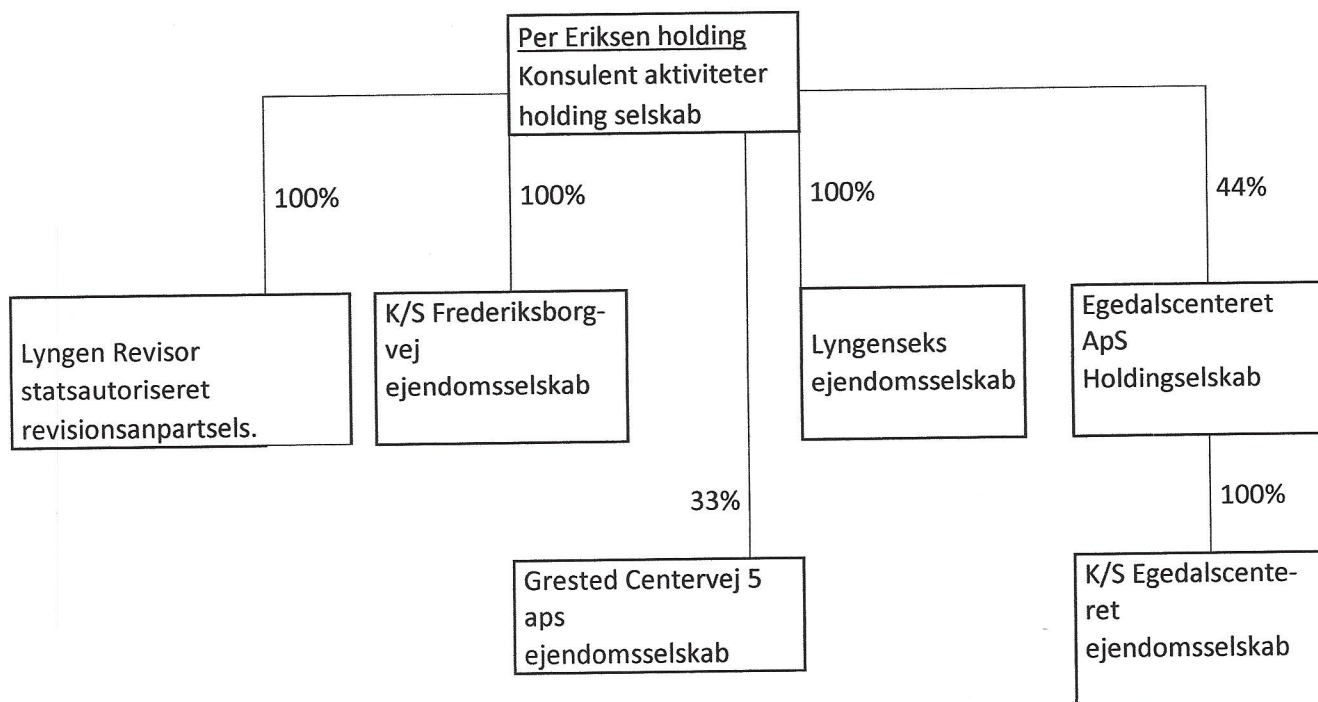 Per Eriksen holding
Konsulent aktiviteter
holding selskab
100%
100%
100%
44%
Lyngen Revisor
statsautoriseret
revisionsanpartsels.
K/S Frederiksborg-
vej
ejendomsselskab
Lyngenseks
ejendomsselskab
Egedalscenteret
ApS
Holdingselskab
33%
100%
Grested Centervej 5
aps
ejendomsselskab
K/S Egedalscente-
ret
ejendomsselskab